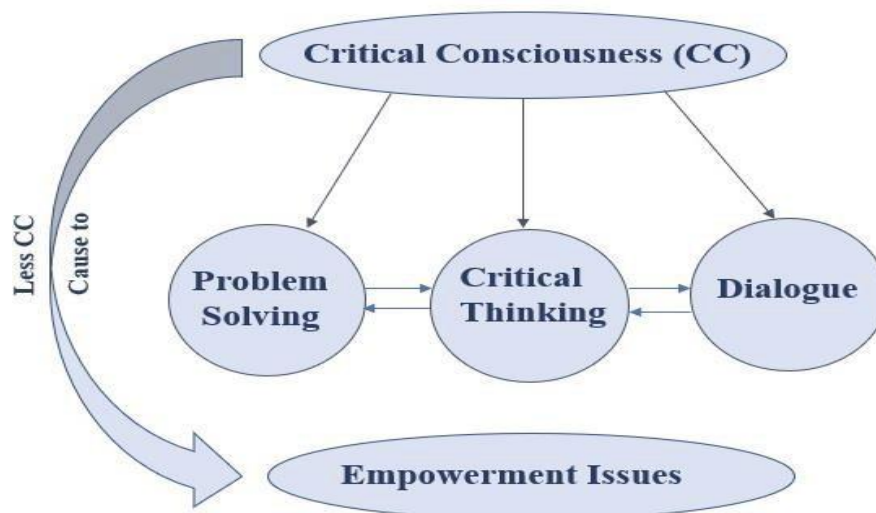 Critical Consciousness (CC)
Less CC
Cause to
Problem
Solving
Critical
Thinking
Dialogue
Empowerment Issues